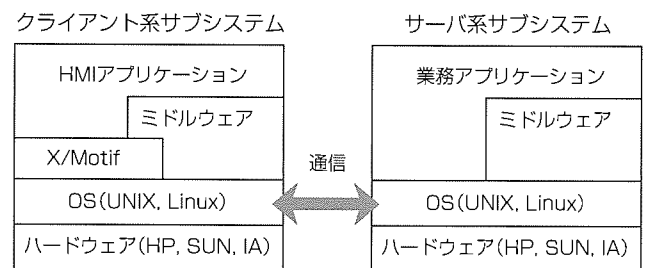 クライアント系サブシステム
HMIアプリケーション
ミドルウェア
X/Motif
OS(UNIX, Linux)
ハードウェア(HP, SUN, IA)
通信
サーバ系サブシステム
業務アプリケーション
ミドルウェア
OS(UNIX, Linux)
ハードウェア(HP, SUN, IA)